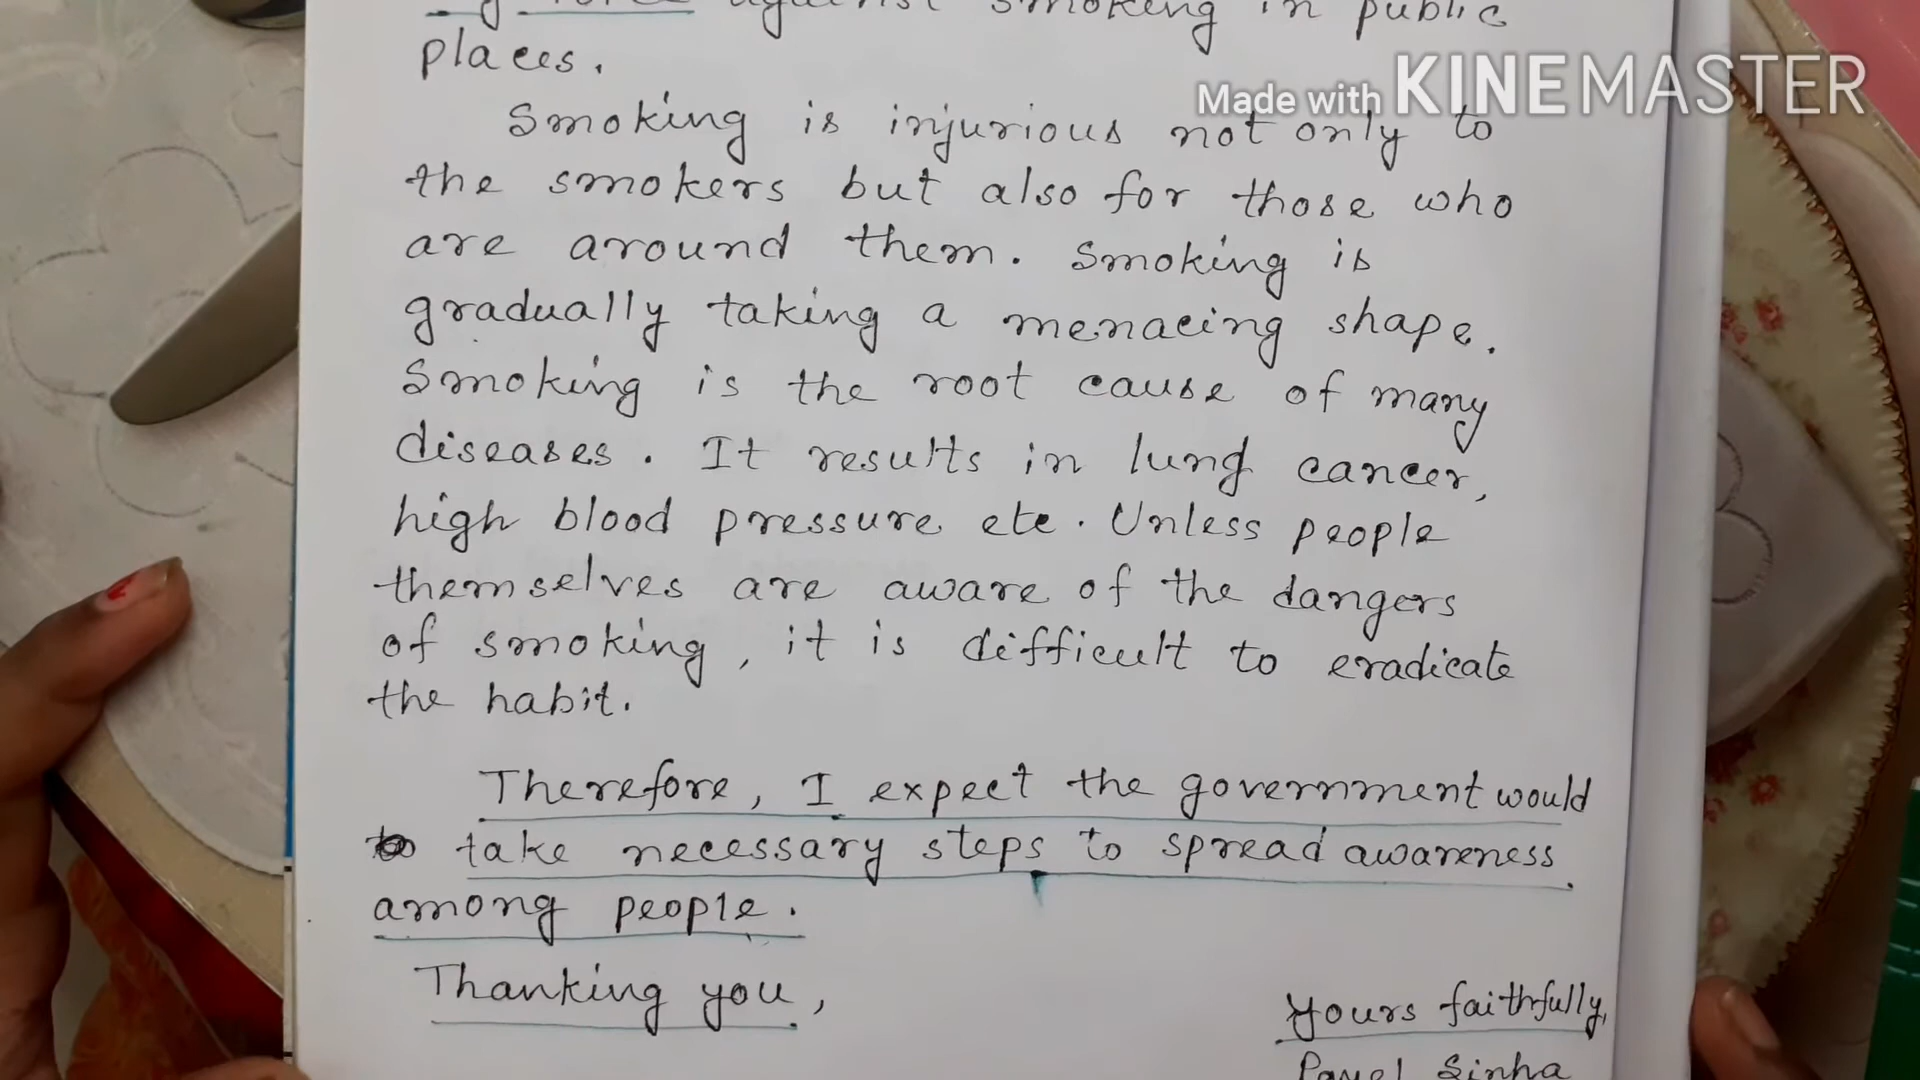 against smoking in public
places.
Made with KINEMASTER
Smoking is injurious not only to
the smokers but also for those who
are around them. Smoking is
gradually taking a menacing shape.
Smoking is the root cause of many
diseases. It results in lung cancer,
high blood pressure etc. Unless people
themselves are aware of the dangers
of smoking, it is difficult to eradicate
the habit.
Therefore, I expect the government would
take necessary steps to spread awareness
among people.
Thanking you,
Yours faithfully,
Sinha